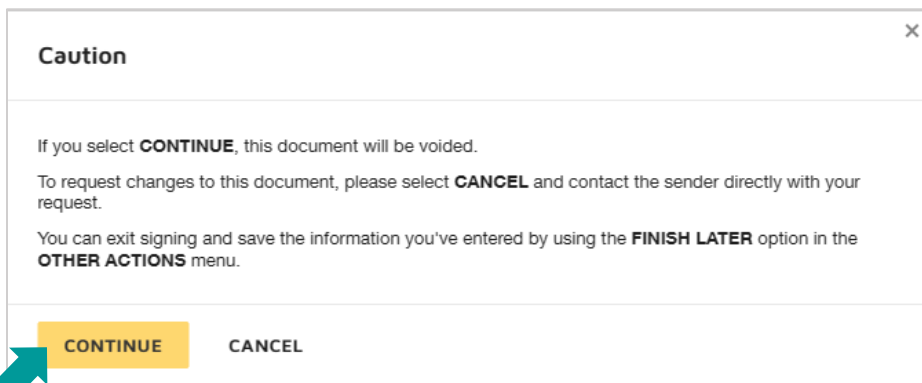 Caution
If you select CONTINUE, this document will be voided.
To request changes to this document, please select CANCEL and contact the sender directly with your
request.
You can exit signing and save the information you've entered by using the FINISH LATER option in the
OTHER ACTIONS menu.
CONTINUE CANCEL